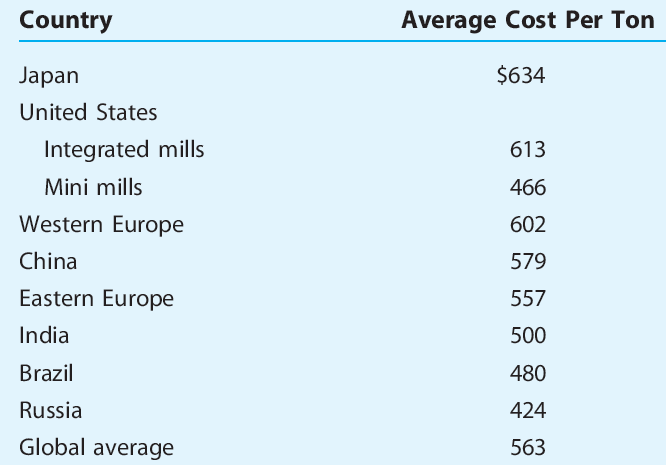 Country Average Cost Per Ton
Japan $634
United States
Integrated mills 613
Mini mills 466
Western Europe 602
China 579
Eastern Europe 557
India 500
Brazil 480
Russia 424
Global average 563